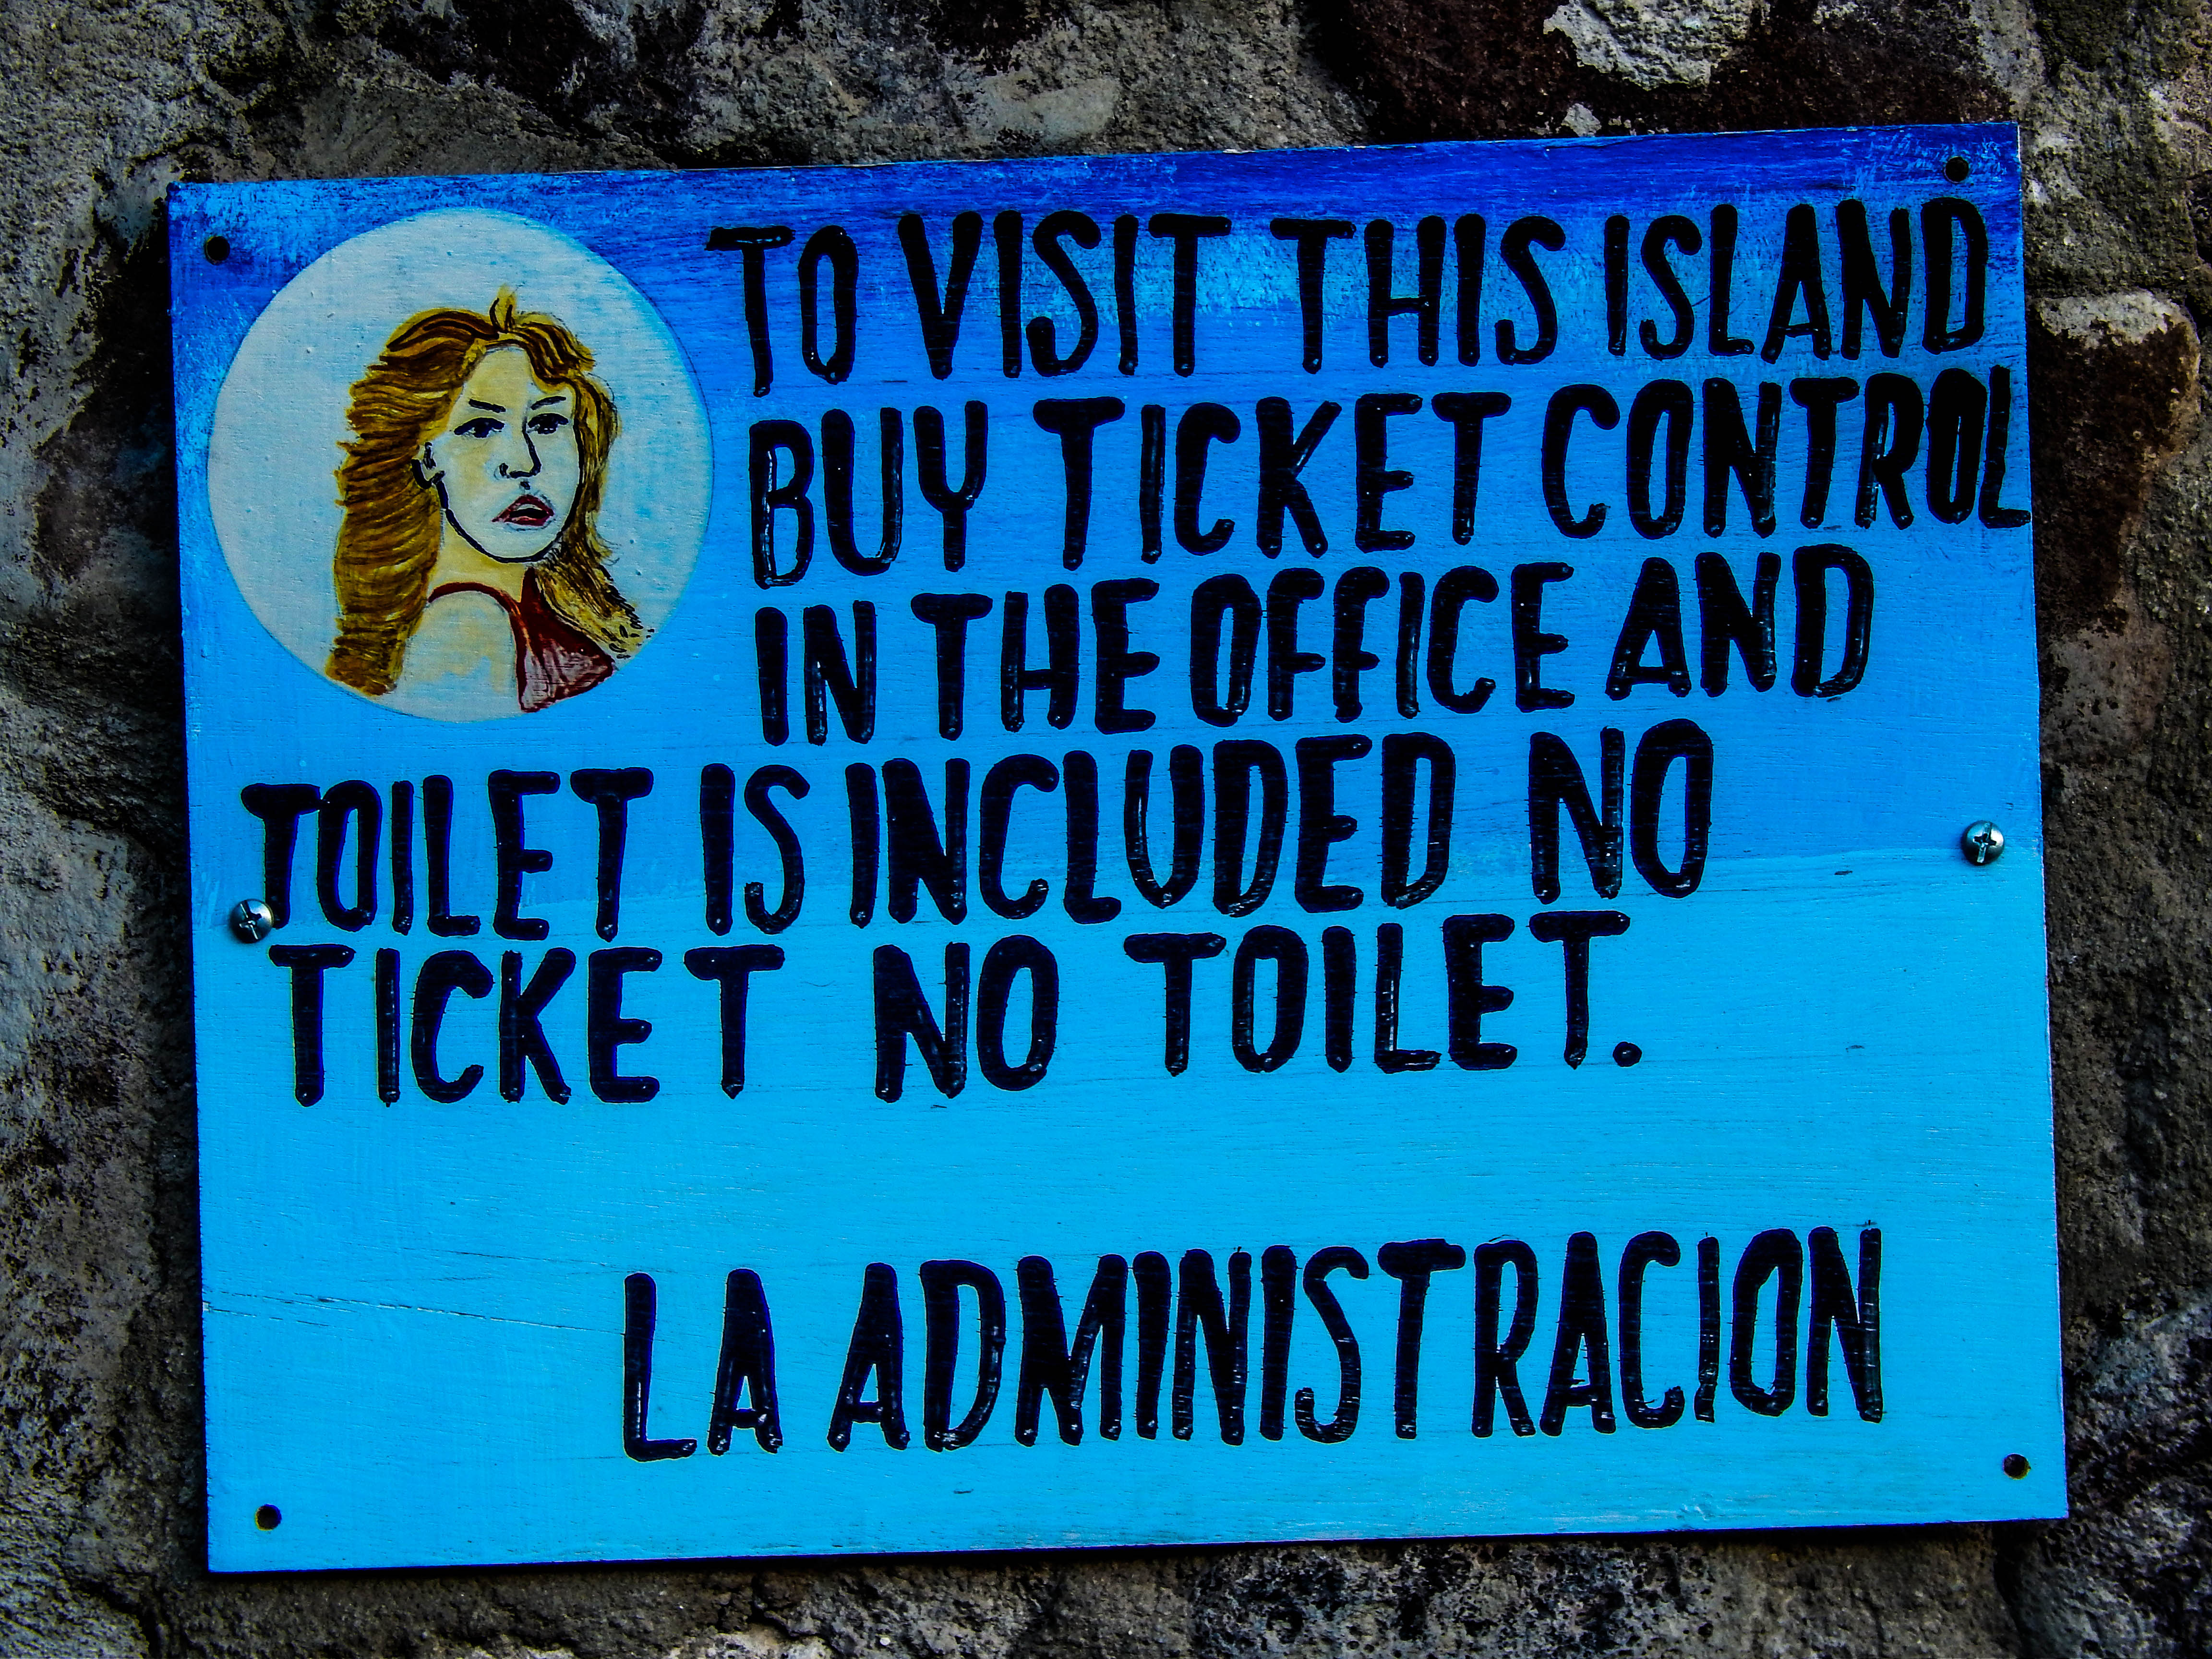 TO VISIT THIS ISLAND
BUY TICKET CONTROL
IN THE OFFICE AND
TOILET IS INCLUDED NO
TICKET NO TOILET.
LA ADMINISTRACION